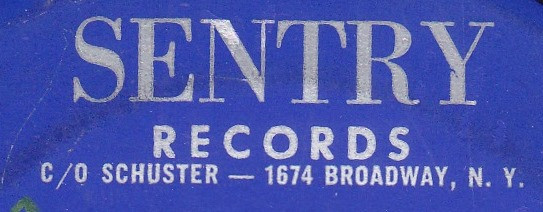 SENTRY
RECORDS
C/O SCHUSTER — 1674 BROADWAY, N. Y.